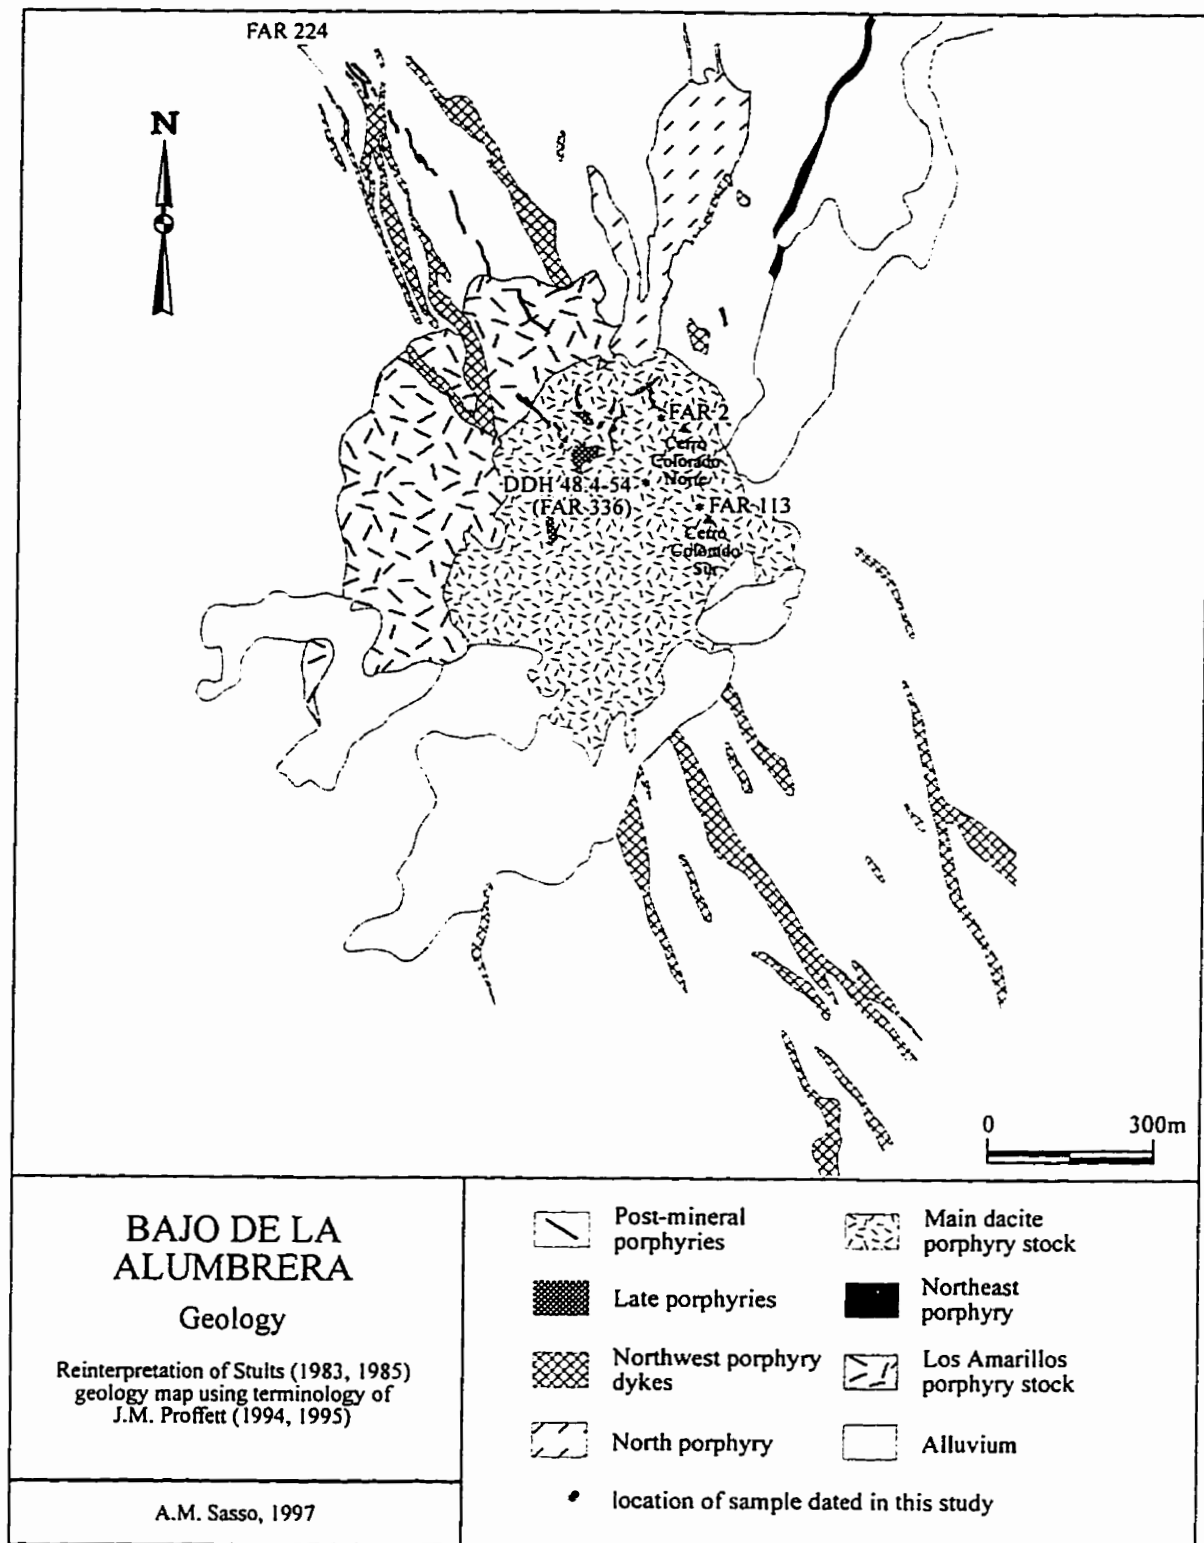 FAR 224
N
FAR 2
Cerro
Colorado
Norte
DDH 48.4-54
(FAR 336)
FAR 113
Cerro
Colorado
Sur
0 300m
BAJO DE LA
ALUMBRERA
Geology
Reinterpretation of Stults (1983, 1985)
geology map using terminology of
J.M. Proffett (1994, 1995)
A.M. Sasso, 1997
Post-mineral
porphyries
Late porphyries
Northwest porphyry
dykes
North porphyry
Main dacite
porphyry stock
Northeast
porphyry
Los Amarillos
porphyry stock
Alluvium
location of sample dated in this study